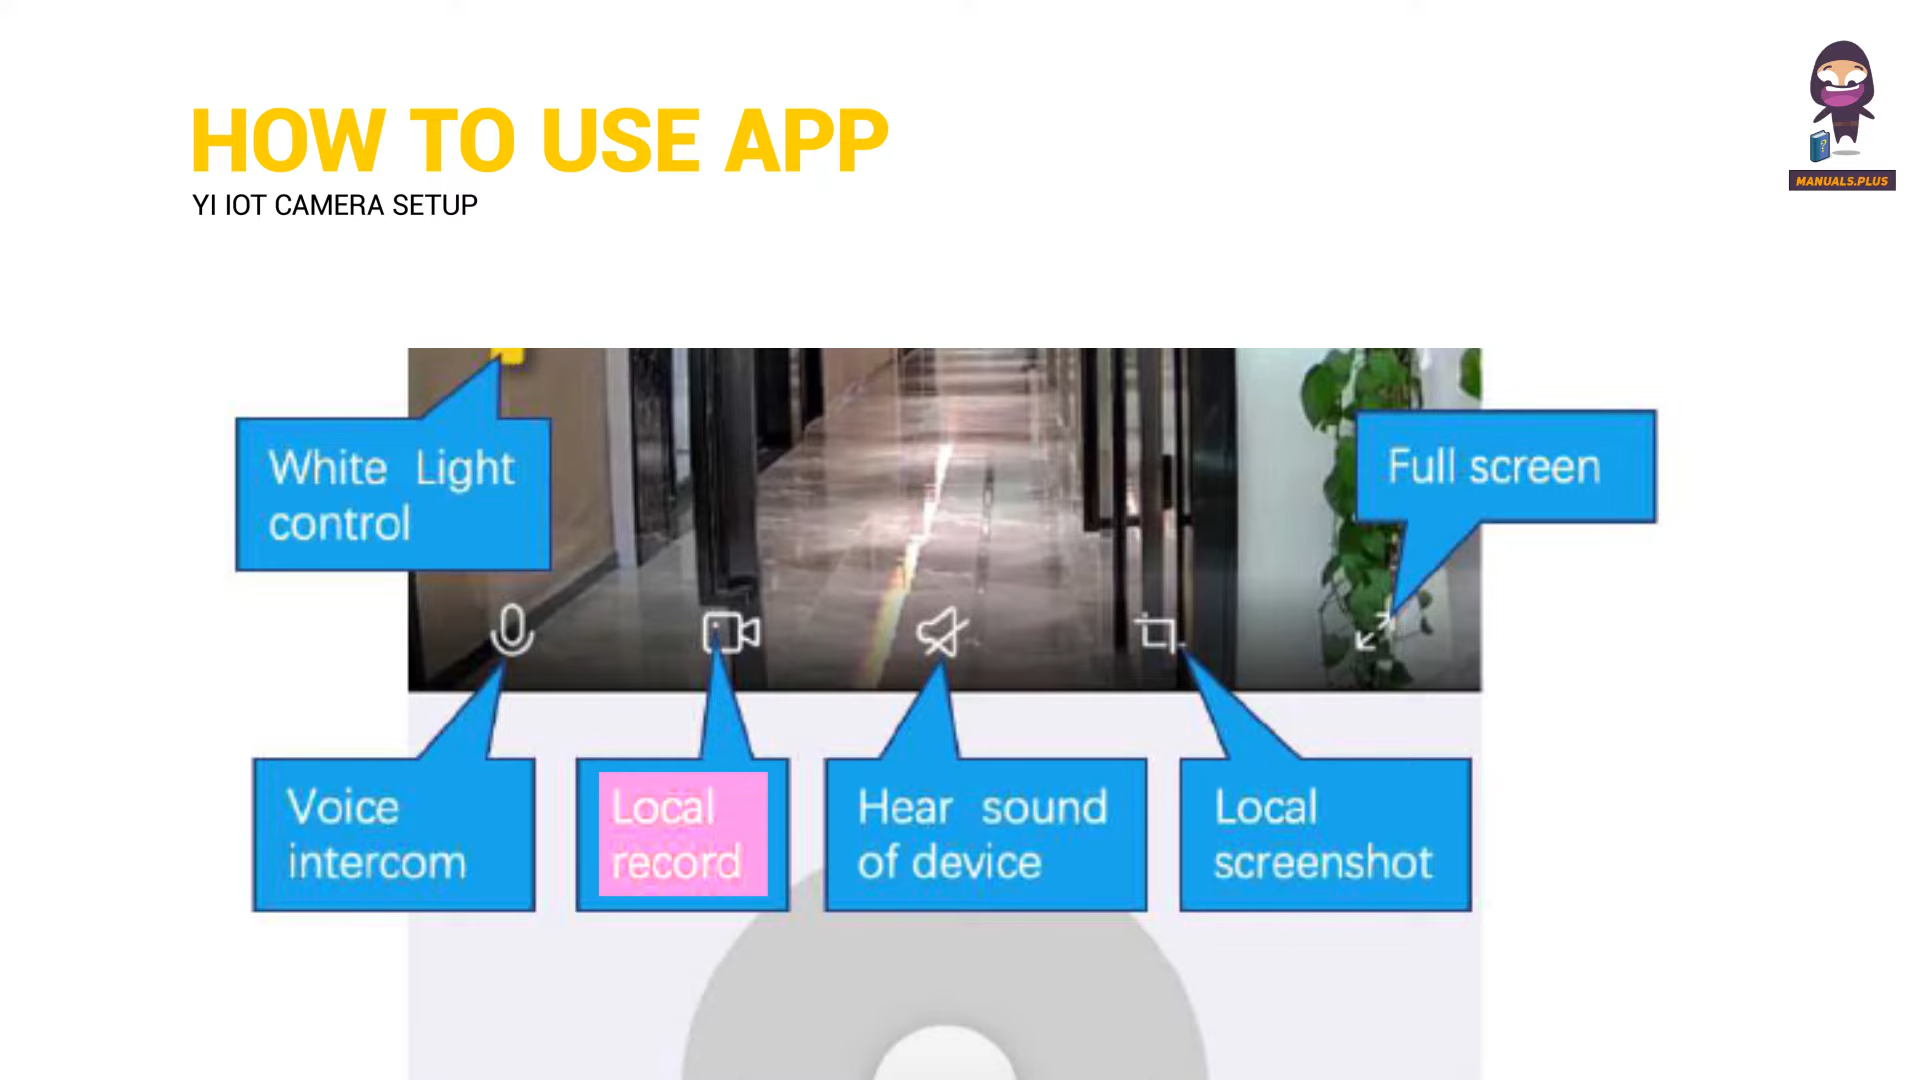 HOW TO USE APP
YI IOT CAMERA SETUP
MANUALS.PLUS
White Light
control
Full screen
Voice
intercom
Local
record
Hear sound
of device
Local
screenshot